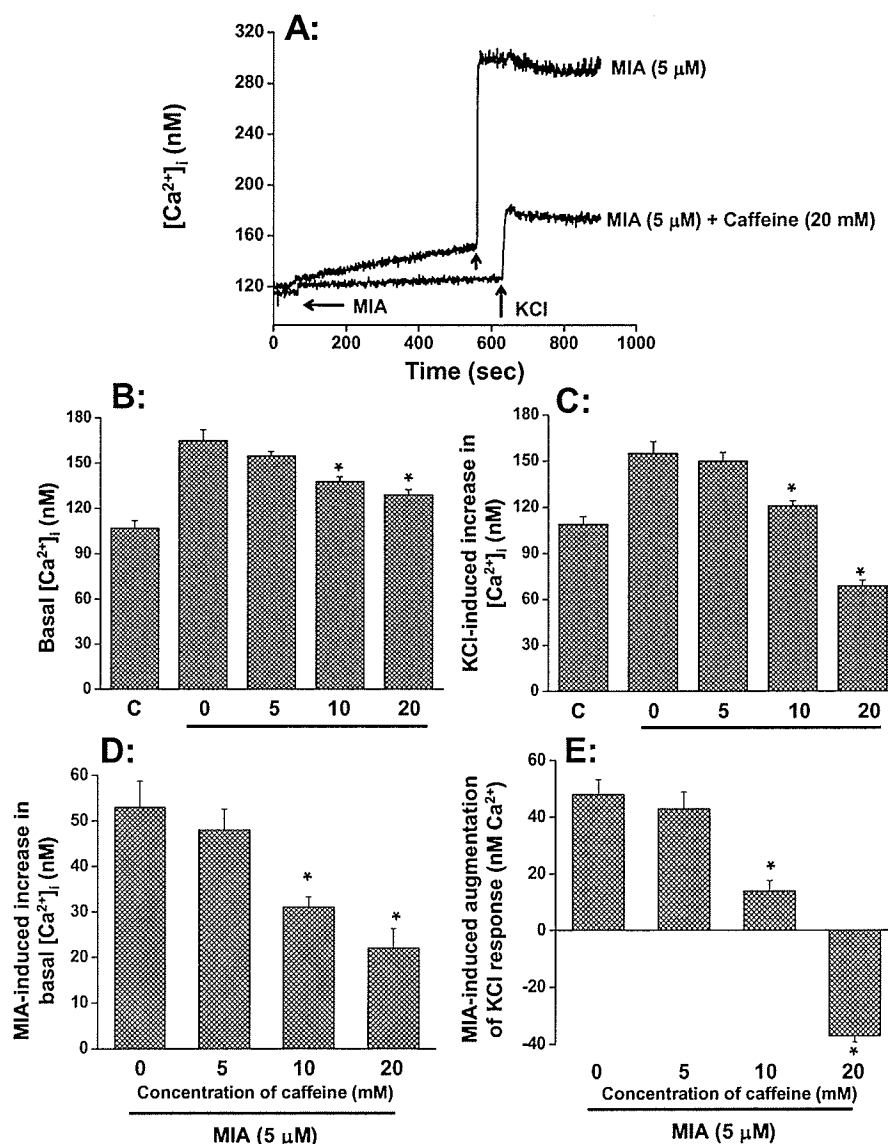 A:
[Ca²⁺]ᵢ (nM)
320
280
240
200
160
120
0
200
400
600
800
1000
Time (sec)
MIA (5 μM)
MIA (5 μM) + Caffeine (20 mM)
MIA
KCl
B:
Basal [Ca²⁺]ᵢ (nM)
180
150
120
90
60
30
0
*
*
C
0
5
10
20
C:
KCl-induced increase in
[Ca²⁺]ᵢ (nM)
180
150
120
90
60
30
0
*
*
C
0
5
10
20
D:
MIA-induced increase in
basal [Ca²⁺]ᵢ (nM)
60
50
40
30
20
10
0
*
*
0
5
10
20
Concentration of caffeine (mM)
MIA (5 μM)
E:
MIA-induced augmentation
of KCl response (nM Ca²⁺)
40
20
0
-20
-40
*
*
0
5
10
20
Concentration of caffeine (mM)
MIA (5 μM)